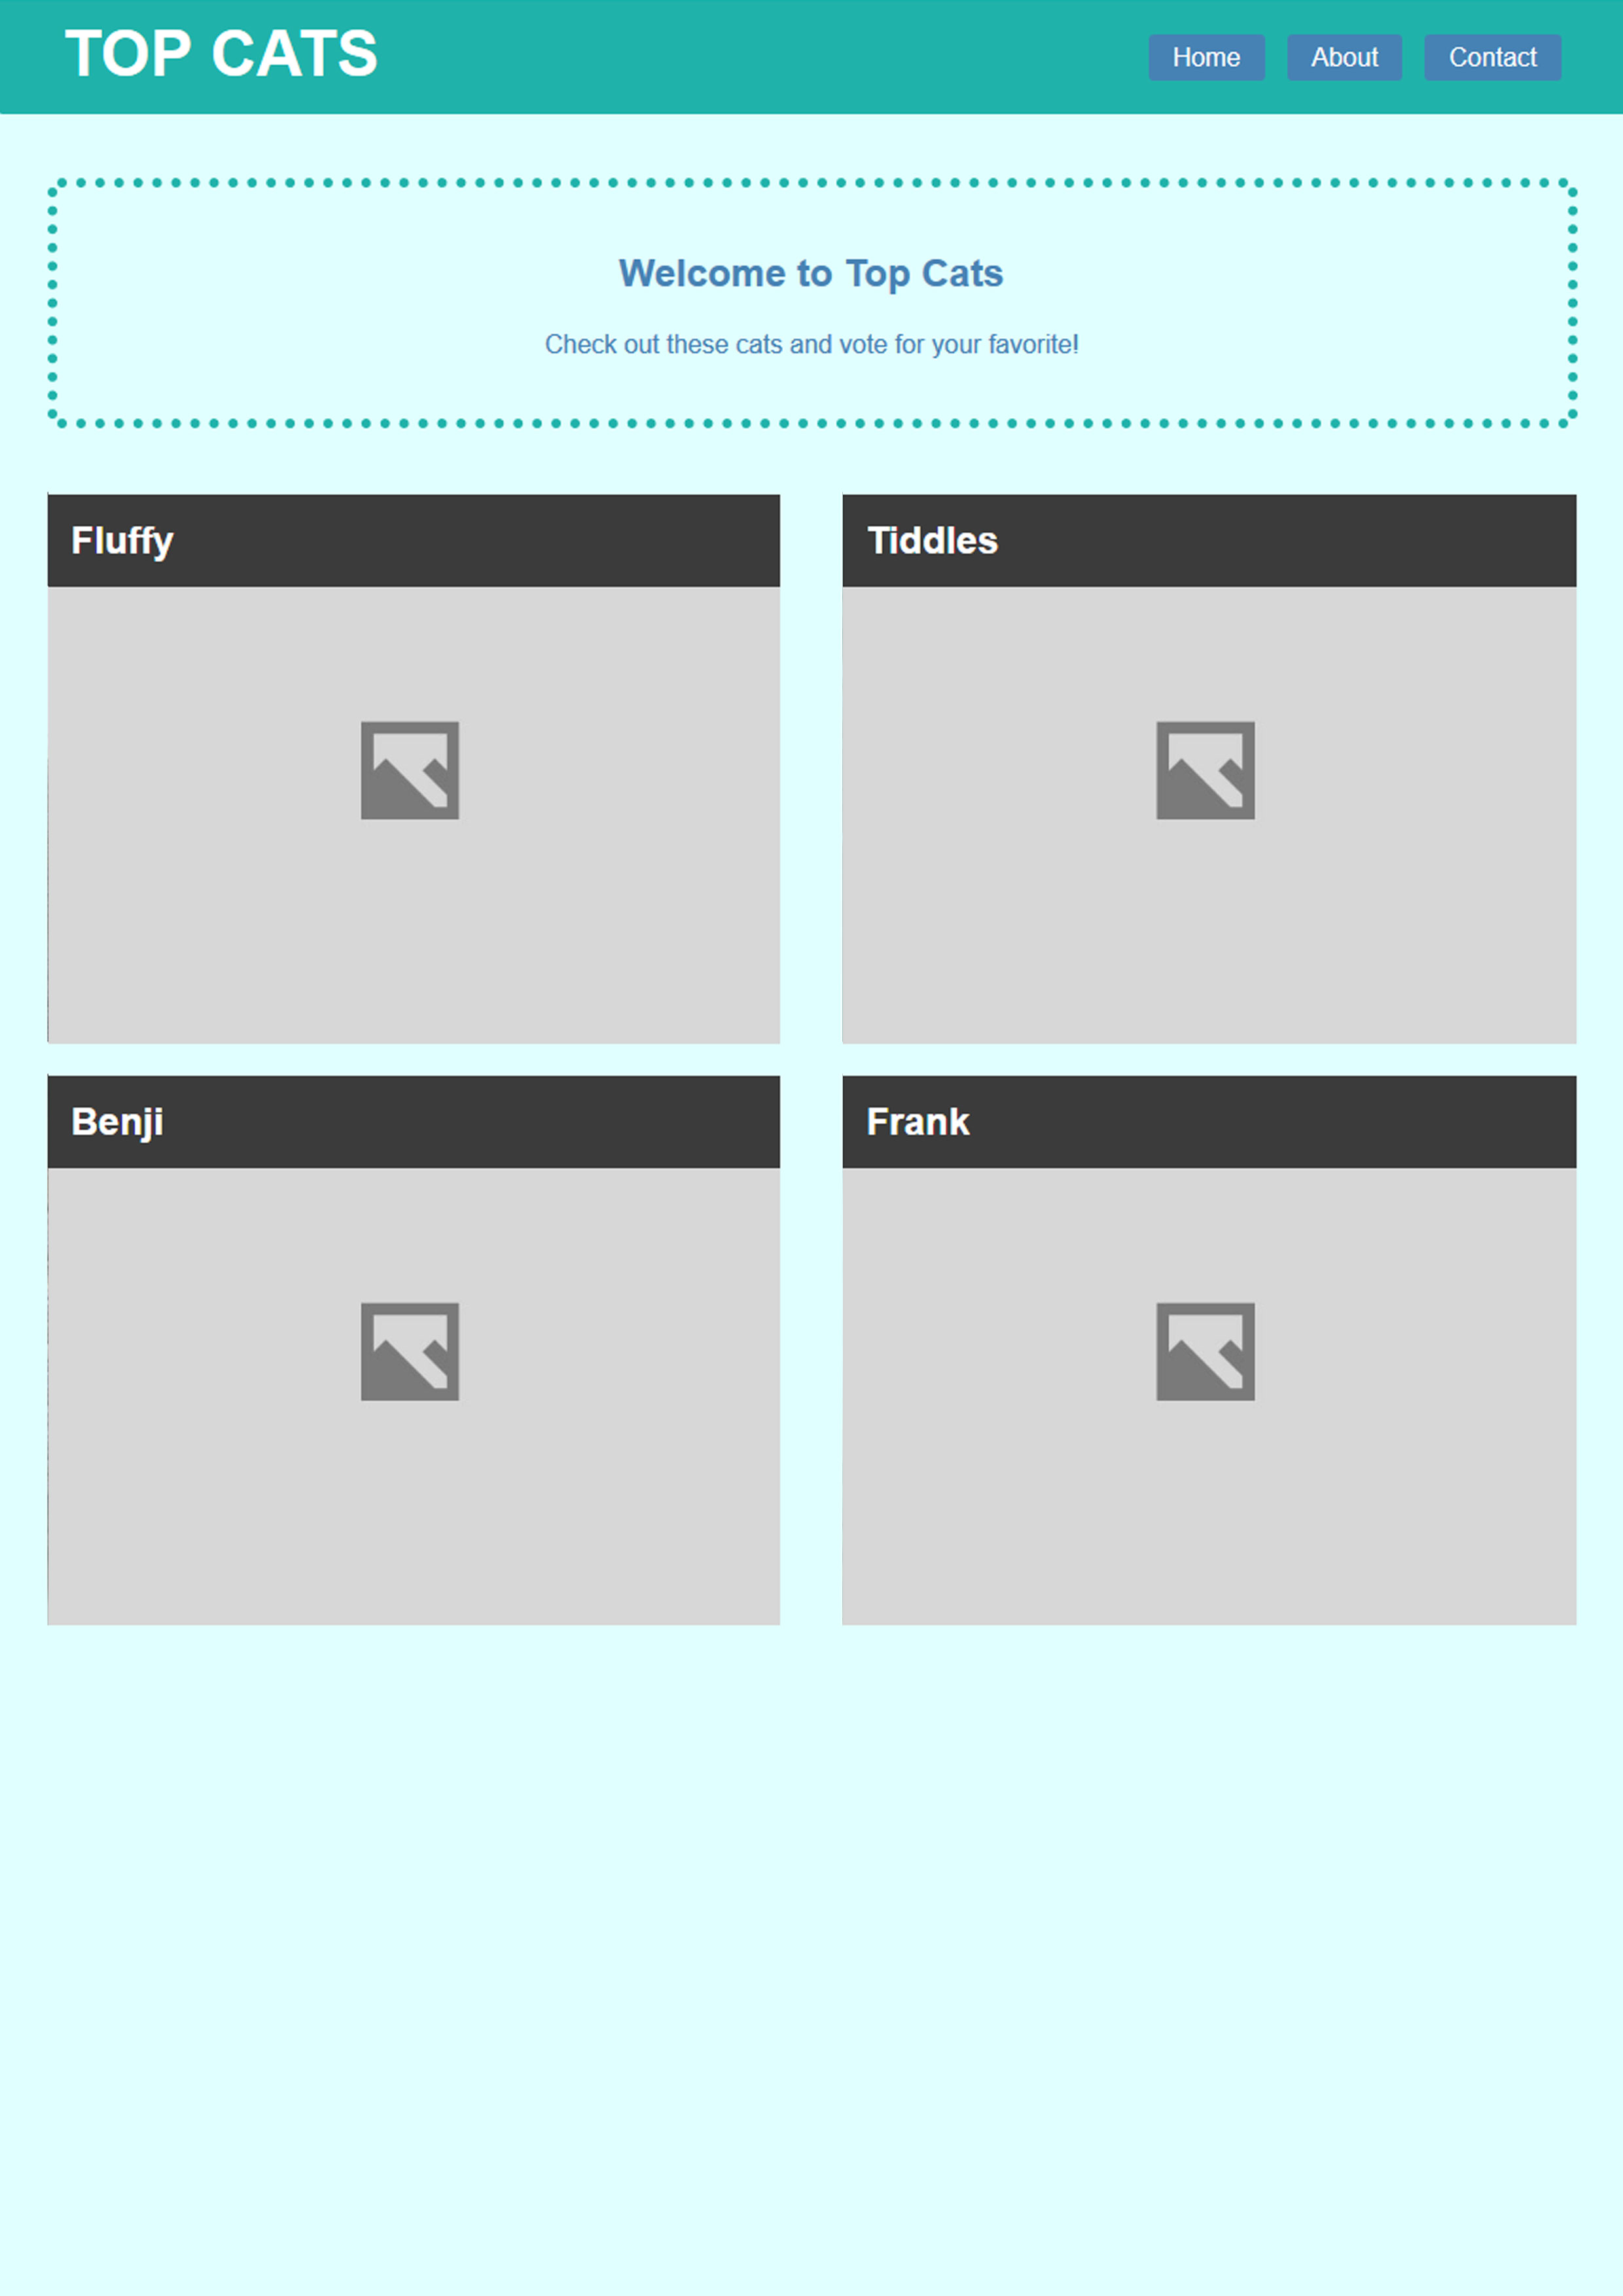 TOP CATS
Home About Contact
Welcome to Top Cats
Check out these cats and vote for your favorite!
Fluffy
Tiddles
Benji
Frank